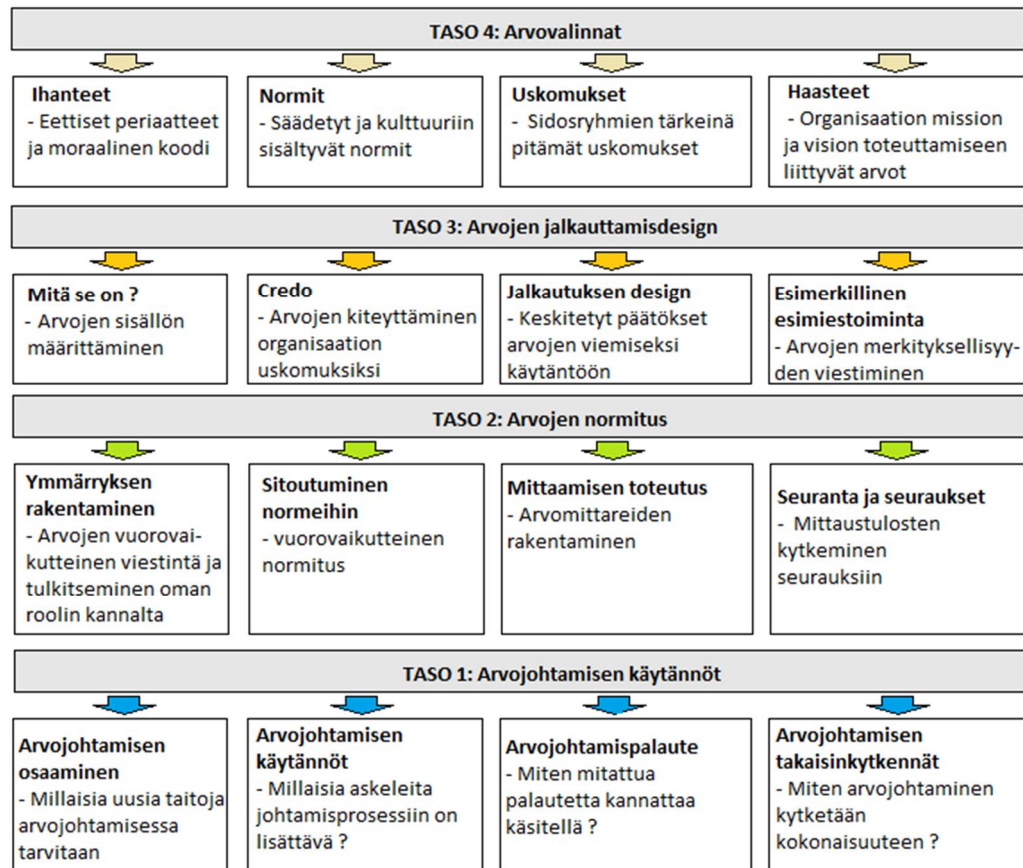 TASO 4: Arvovalinnat
Ihanteet
- Eettiset periaatteet
ja moraalinen koodi
Normit
- Säädetyt ja kulttuuriin
sisältyvät normit
Uskomukset
- Sidosryhmien tärkeinä
pitämät uskomukset
Haasteet
- Organisaation mission
ja vision toteuttamiseen
liittyvät arvot
TASO 3: Arvojen jalkauttamisdesign
Mitä se on ?
- Arvojen sisällön
määrittäminen
Credo
- Arvojen kiteyttäminen
organisaation
uskomuksiksi
Jalkautuksen design
- Keskitetyt päätökset
arvojen viemiseksi
käytäntöön
Esimerkillinen
esimiestoiminta
- Arvojen merkityksellisyy-
den viestiminen
TASO 2: Arvojen normitus
Ymmärryksen
rakentaminen
- Arvojen vuorovai-
kutteinen viestintä ja
tulkitseminen oman
roolin kannalta
Sitoutuminen
normeihin
- vuorovaikutteinen
normitus
Mittaamisen toteutus
- Arvomittareiden
rakentaminen
Seuranta ja seuraukset
- Mittaustulosten
kytkeminen
seurauksiin
TASO 1: Arvojohtamisen käytännöt
Arvojohtamisen
osaaminen
- Millaisia uusia taitoja
arvojohtamisessa
tarvitaan
Arvojohtamisen
käytännöt
- Millaisia askeleita
johtamisprosessiin on
lisättävä ?
Arvojohtamispalaute
- Miten mitattua
palautetta kannattaa
käsitellä ?
Arvojohtamisen
takaisinkytkennät
- Miten arvojohtaminen
kytketään
kokonaisuuteen ?